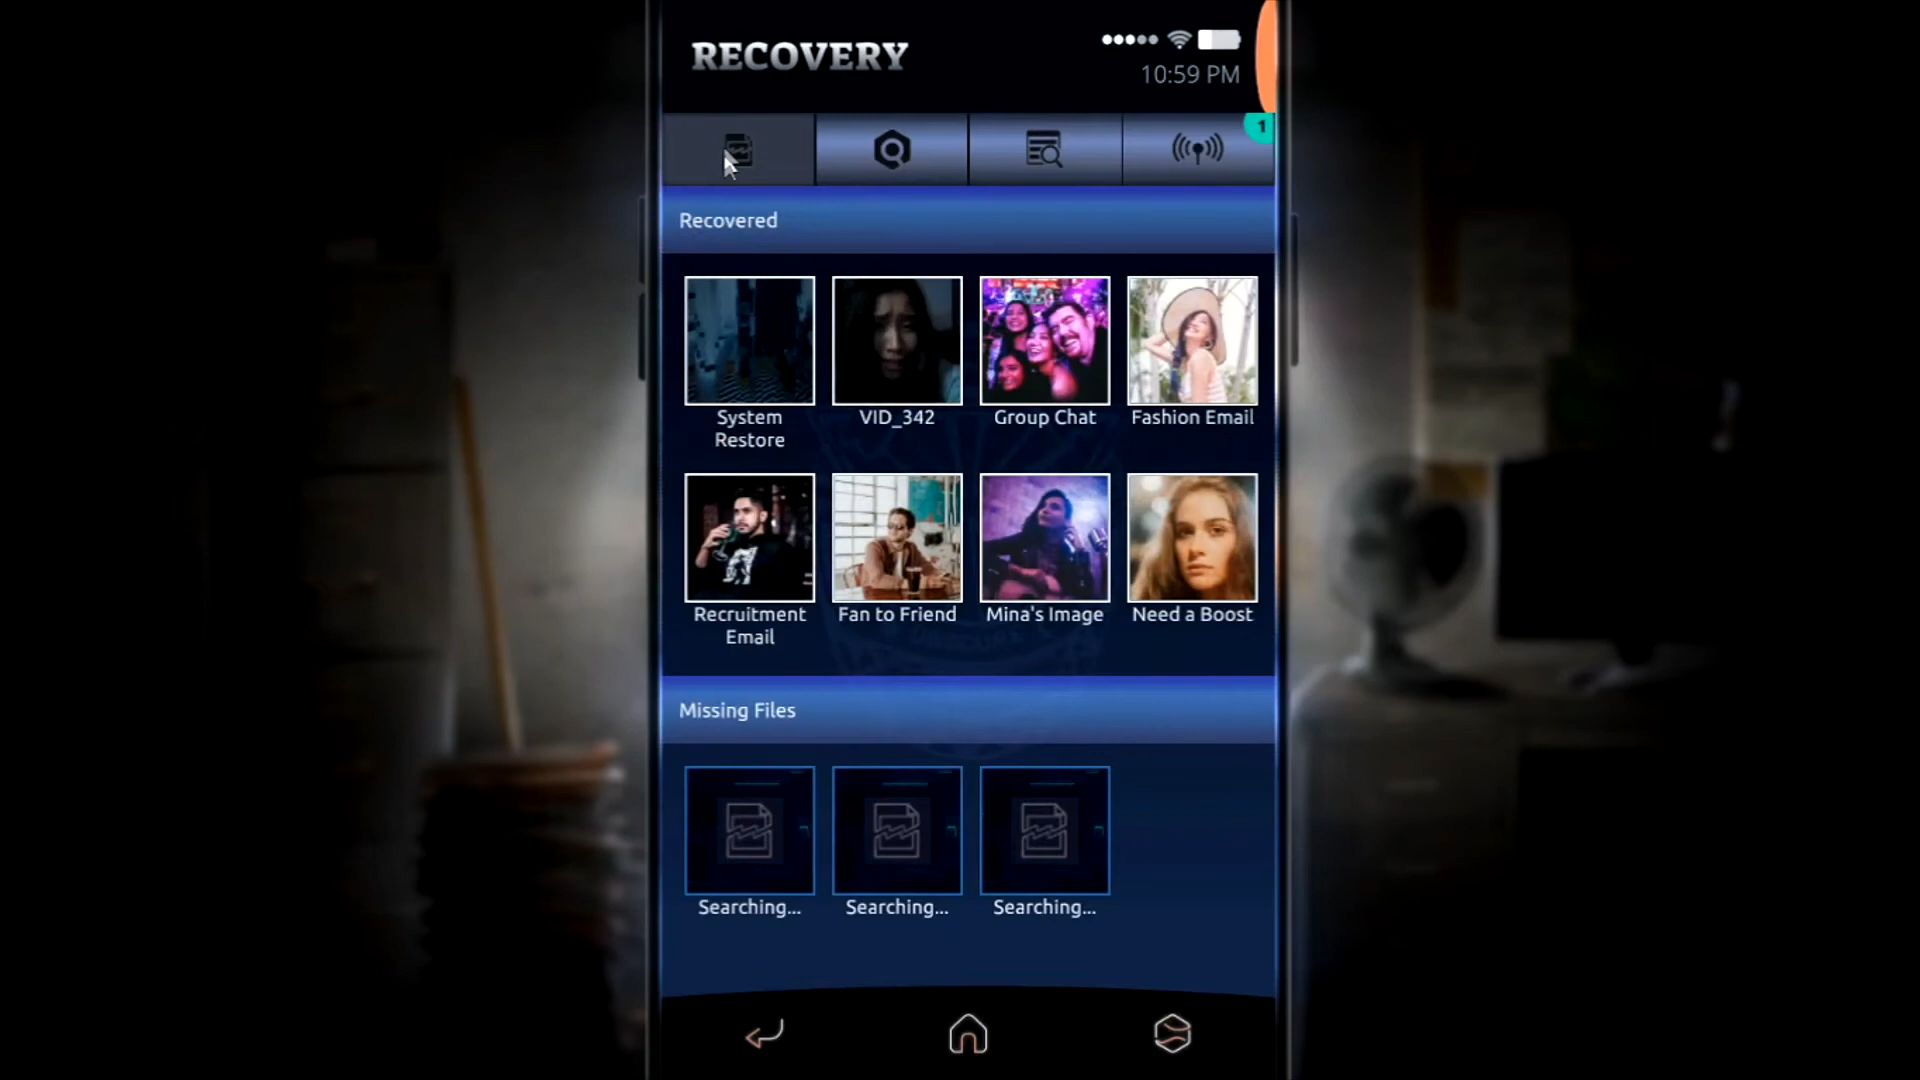 RECOVERY
10:59 PM
1
Recovered
System
Restore
VID_342
Group Chat
Fashion Email
Recruitment
Email
Fan to Friend
Mina's Image
Need a Boost
Missing Files
Searching...
Searching...
Searching...